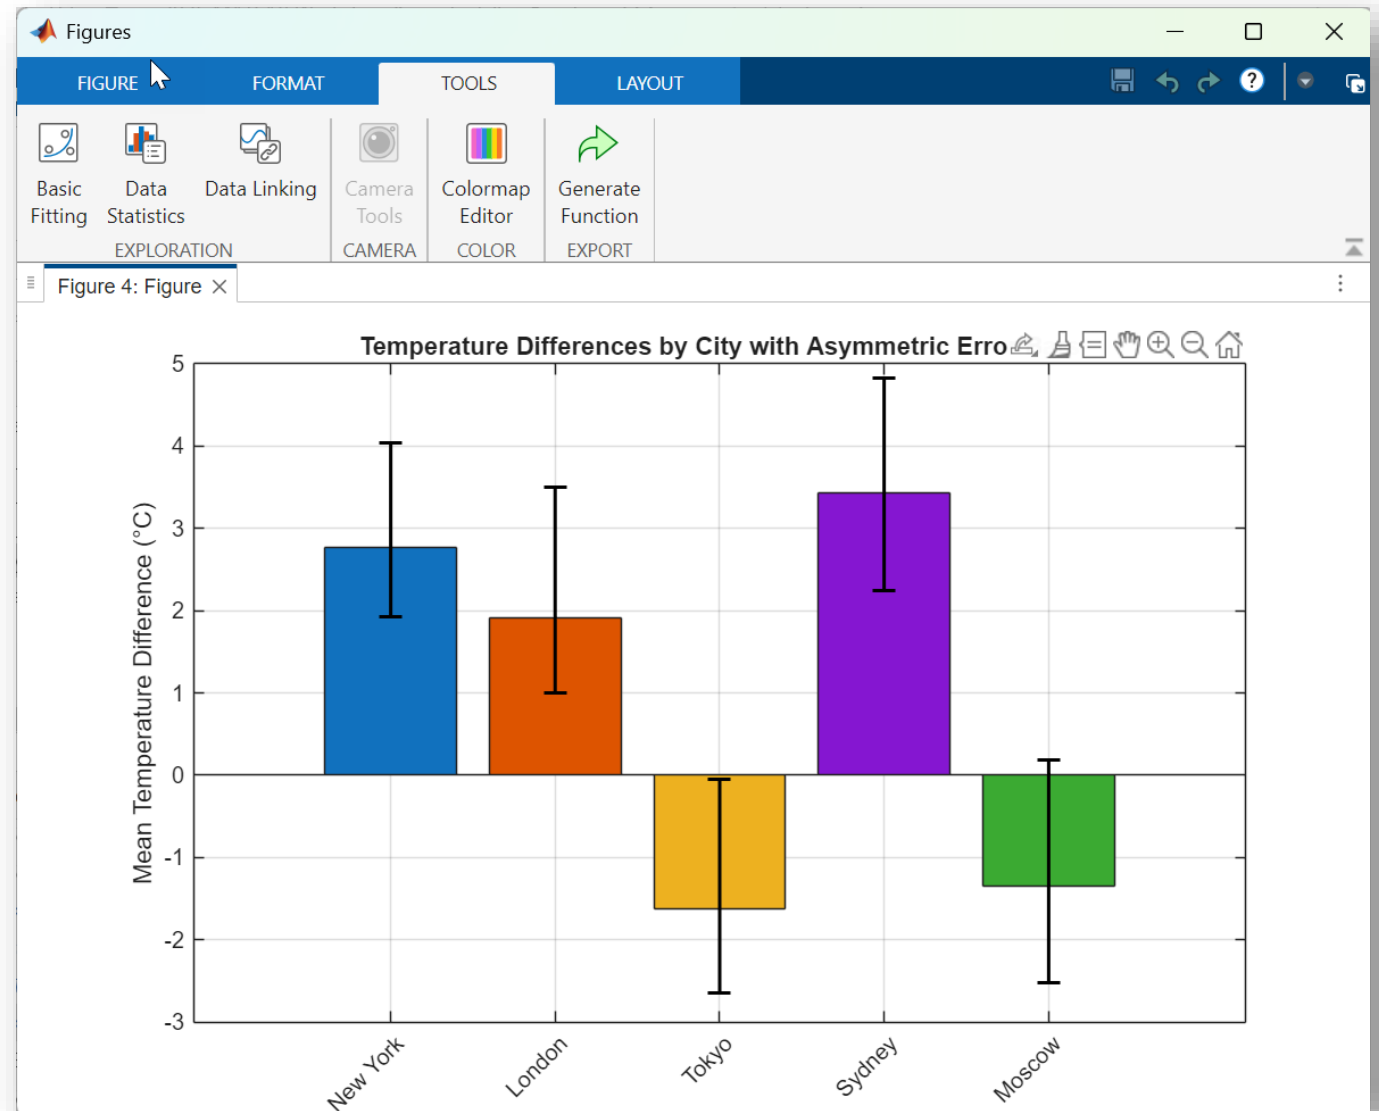 Figures
FIGURE FORMAT TOOLS LAYOUT
?
Basic Fitting
Data Statistics
Data Linking
Camera Tools
Colormap Editor
Generate Function
EXPLORATION CAMERA COLOR EXPORT
Figure 4: Figure
Temperature Differences by City with Asymmetric Erro
Mean Temperature Difference (°C)
5
4
3
2
1
0
-1
-2
-3
New York
London
Tokyo
Sydney
Moscow